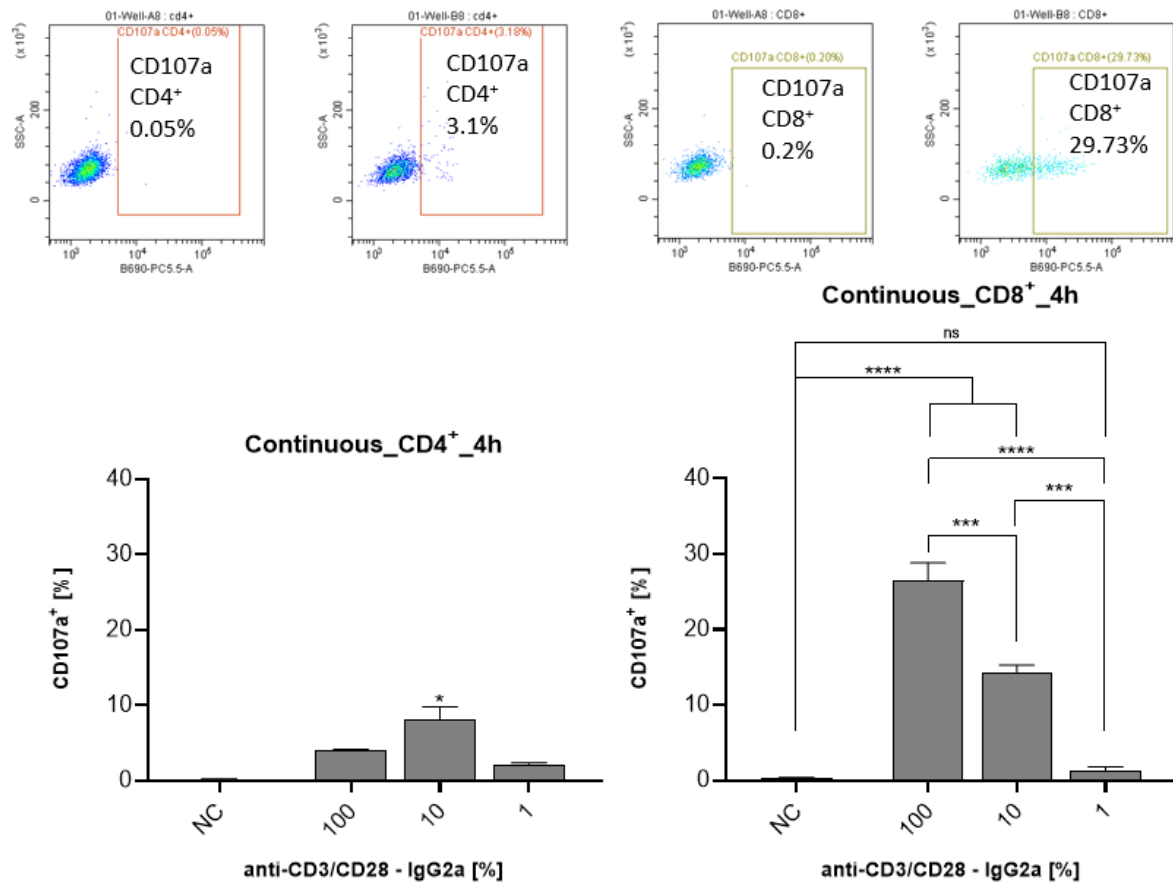 01-Well-A8 : cd4+
CD107a CD4+(0.05%)
CD107a
CD4⁺
0.05%
SSC-A
(x10³)
200
0
10³
10⁴
10⁵
B690-PC5.5-A
01-Well-B8 : cd4+
CD107a CD4+(3.18%)
CD107a
CD4⁺
3.1%
SSC-A
(x10³)
200
0
10³
10⁴
10⁵
B690-PC5.5-A
01-Well-A8 : CD8+
CD107a CD8+(0.20%)
CD107a
CD8⁺
0.2%
SSC-A
(x10³)
200
0
10³
10⁴
10⁵
B690-PC5.5-A
01-Well-B8 : CD8+
CD107a CD8+(29.73%)
CD107a
CD8⁺
29.73%
SSC-A
(x10³)
200
0
10³
10⁴
10⁵
B690-PC5.5-A
Continuous_CD4⁺_4h
CD107a⁺ [%]
40
30
20
10
0
*
NC
100
10
1
anti-CD3/CD28 - IgG2a [%]
Continuous_CD8⁺_4h
ns
****
****
***
***
CD107a⁺ [%]
40
30
20
10
0
NC
100
10
1
anti-CD3/CD28 - IgG2a [%]